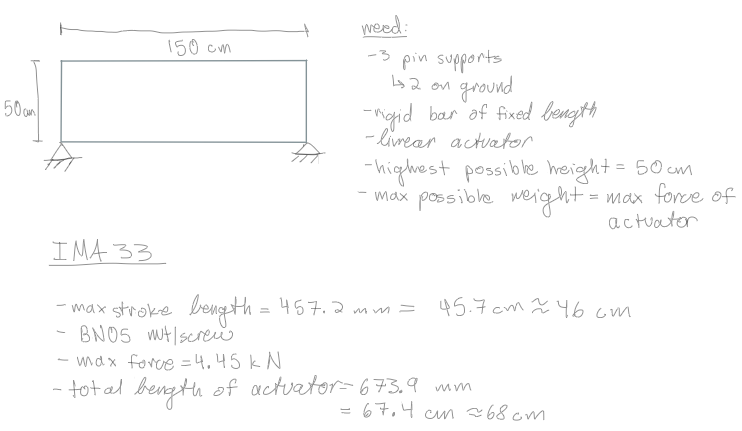 150 cm
50cm
need:
-3 pin supports
↳2 on ground
-rigid bar of fixed length
-linear actuator
-highest possible height = 50 cm
- max possible weight = max force of
actuator
IMA 33
- max stroke length = 457.2 mm = 45.7 cm ≈ 46 cm
- BN05 nut/screw
- max force = 4.45 kN
- total length of actuator = 673.9 mm
= 67.4 cm ≈ 68 cm